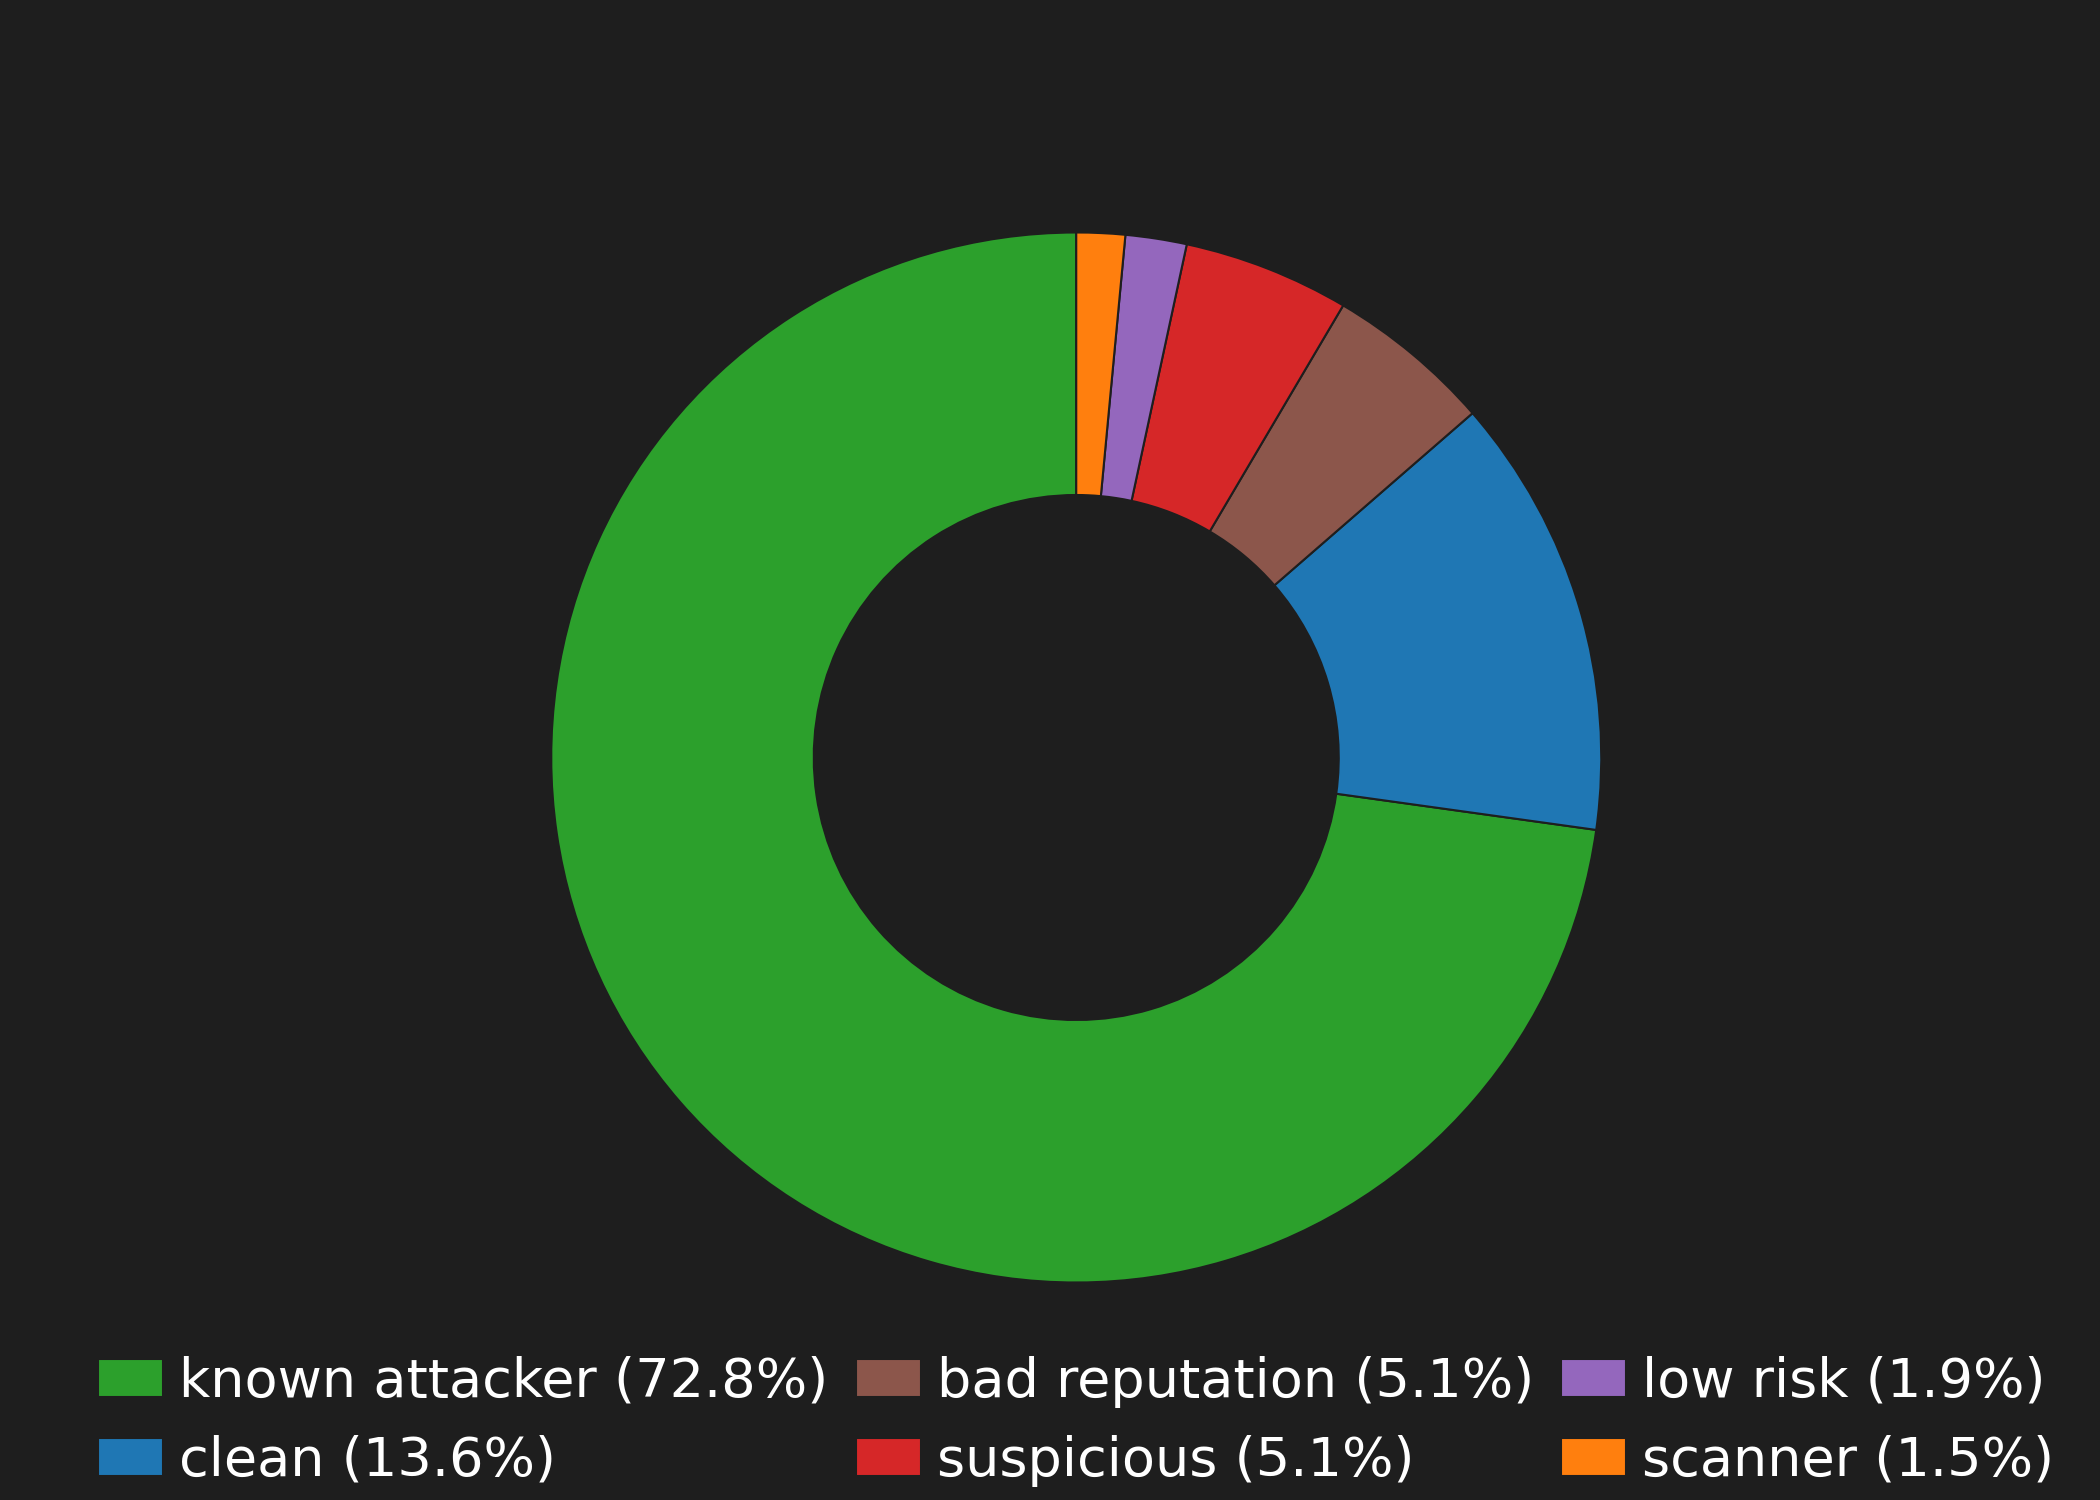 known attacker (72.8%) bad reputation (5.1%) low risk (1.9%)
clean (13.6%) suspicious (5.1%) scanner (1.5%)